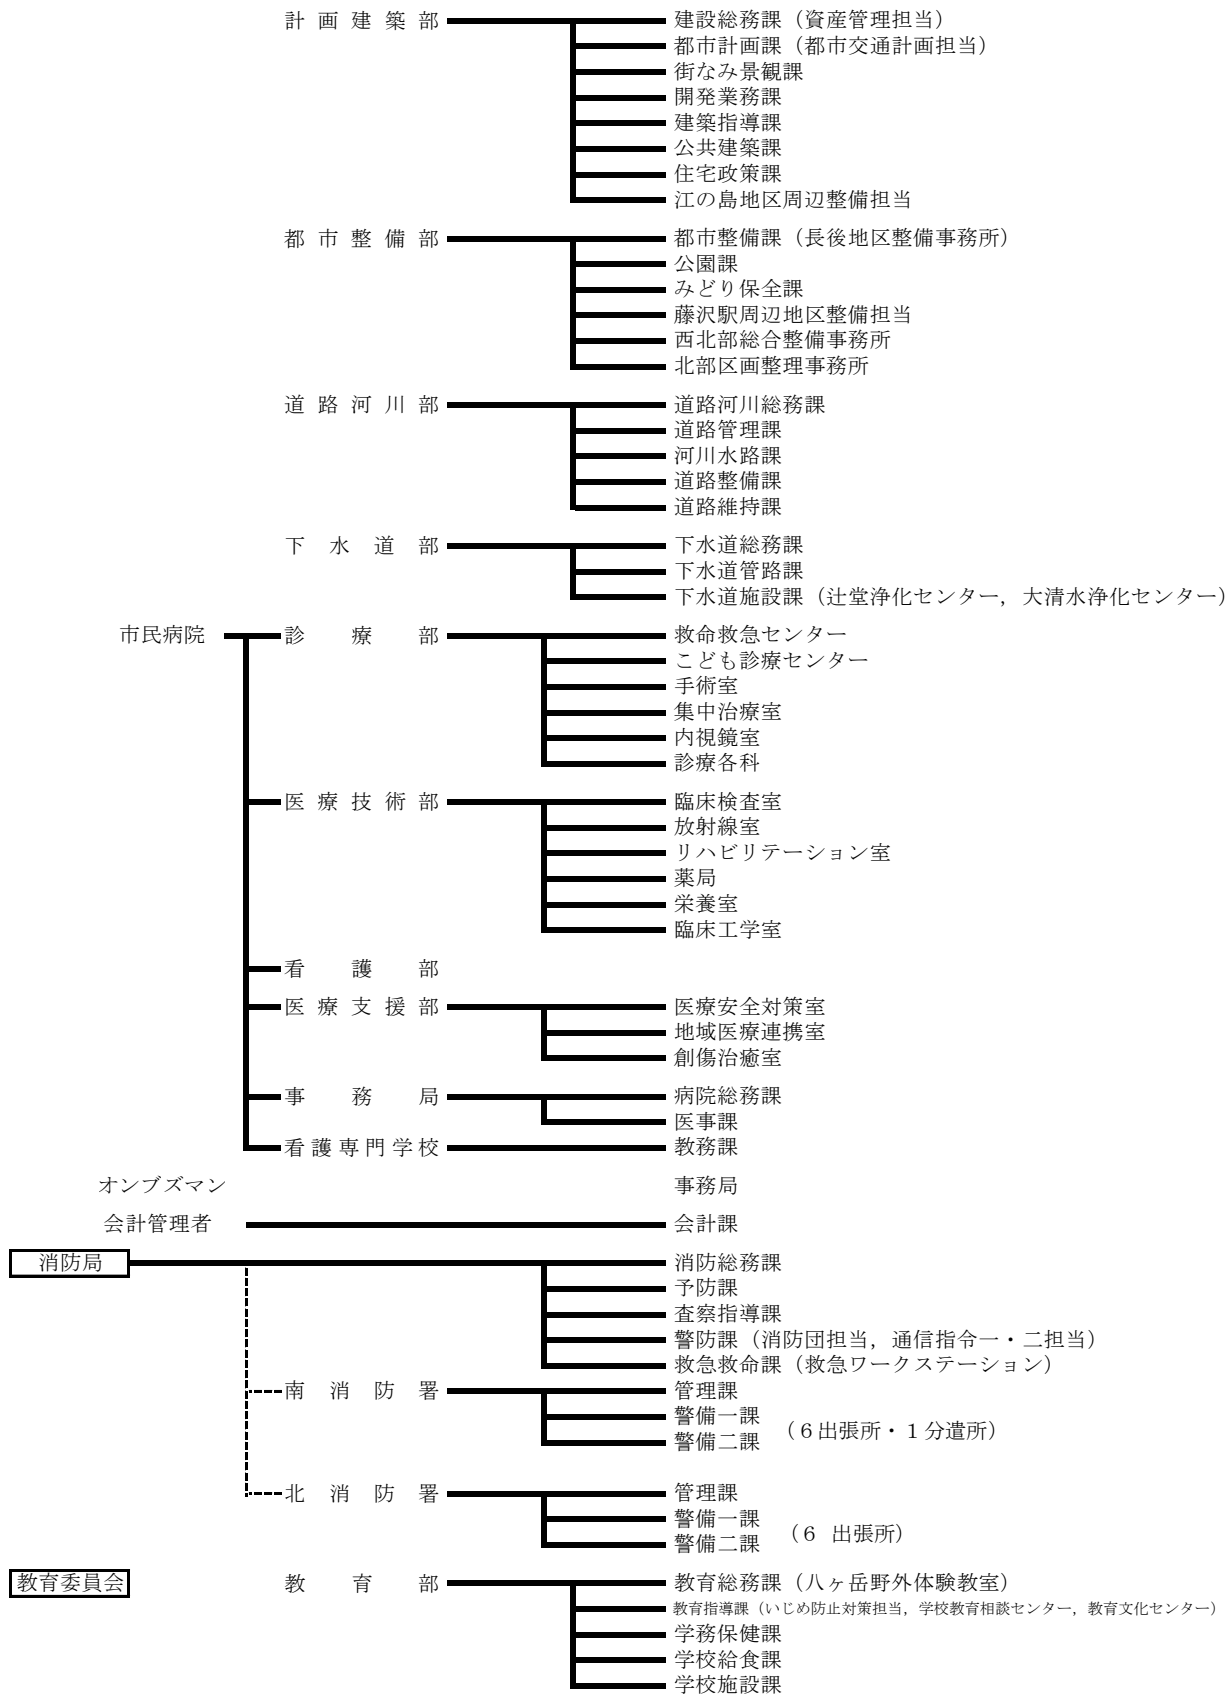 計画建築部 建設総務課（資産管理担当）
都市計画課（都市交通計画担当）
街なみ景観課
開発業務課
建築指導課
公共建築課
住宅政策課
江の島地区周辺整備担当
都市整備部 都市整備課（長後地区整備事務所）
公園課
みどり保全課
藤沢駅周辺地区整備担当
西北部総合整備事務所
北部区画整理事務所
道路河川部 道路河川総務課
道路管理課
河川水路課
道路整備課
道路維持課
下水道部 下水道総務課
下水道管路課
下水道施設課（辻堂浄化センター，大清水浄化センター）
市民病院 診療部 救命救急センター
こども診療センター
手術室
集中治療室
内視鏡室
診療各科
医療技術部 臨床検査室
放射線室
リハビリテーション室
薬局
栄養室
臨床工学室
看護部
医療支援部 医療安全対策室
地域医療連携室
創傷治癒室
事務局 病院総務課
医事課
看護専門学校 教務課
オンブズマン 事務局
会計管理者 会計課
消防局 消防総務課
予防課
査察指導課
警防課（消防団担当，通信指令一・二担当）
救急救命課（救急ワークステーション）
南消防署 管理課
警備一課
（６出張所・１分遣所）
警備二課
北消防署 管理課
警備一課
（６ 出張所）
警備二課
教育委員会 教育部 教育総務課（八ヶ岳野外体験教室）
教育指導課（いじめ防止対策担当，学校教育相談センター，教育文化センター）
学務保健課
学校給食課
学校施設課